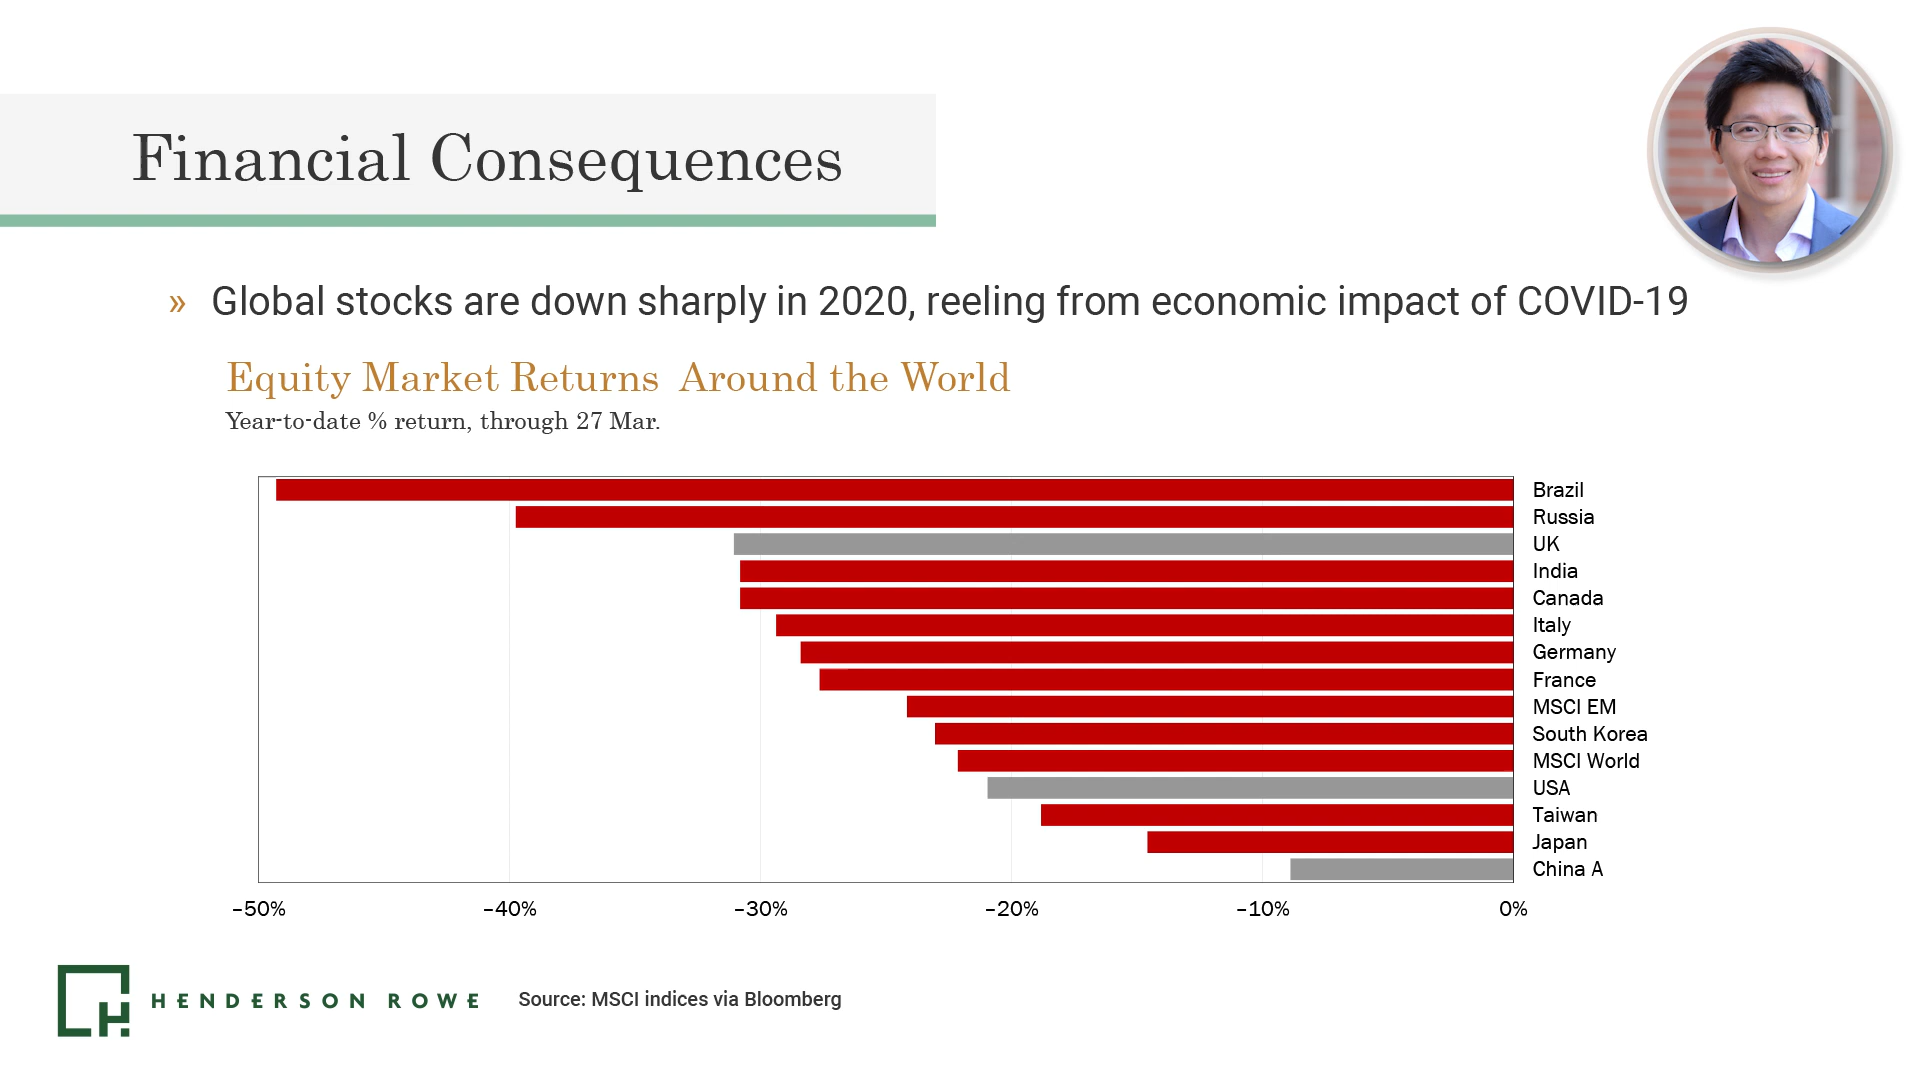 Financial Consequences
» Global stocks are down sharply in 2020, reeling from economic impact of COVID-19
Equity Market Returns Around the World
Year-to-date % return, through 27 Mar.
Brazil
Russia
UK
India
Canada
Italy
Germany
France
MSCI EM
South Korea
MSCI World
USA
Taiwan
Japan
China A
–50% –40% –30% –20% –10% 0%
HENDERSON ROWE Source: MSCI indices via Bloomberg